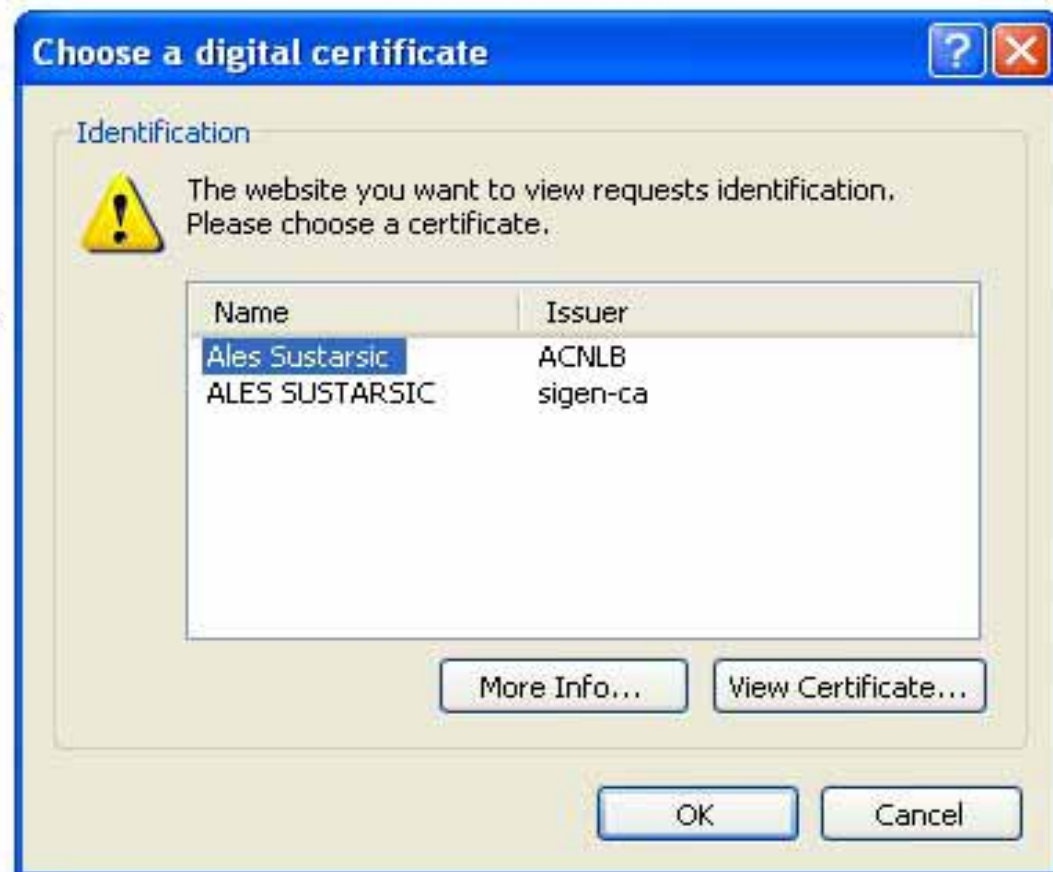 Choose a digital certificate
Identification
The website you want to view requests identification.
Please choose a certificate.
Name Issuer
Ales Sustarsic ACNLB
ALES SUSTARSIC sigen-ca
More Info... View Certificate...
OK Cancel